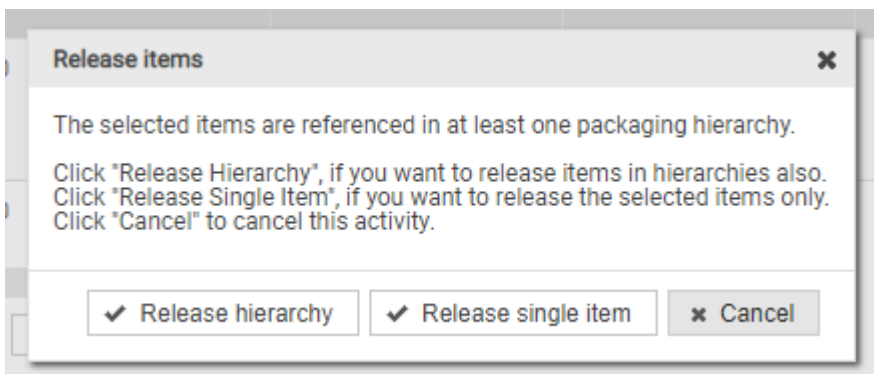 Release items
The selected items are referenced in at least one packaging hierarchy.
Click "Release Hierarchy", if you want to release items in hierarchies also.
Click "Release Single Item", if you want to release the selected items only.
Click "Cancel" to cancel this activity.
Release hierarchy
Release single item
Cancel